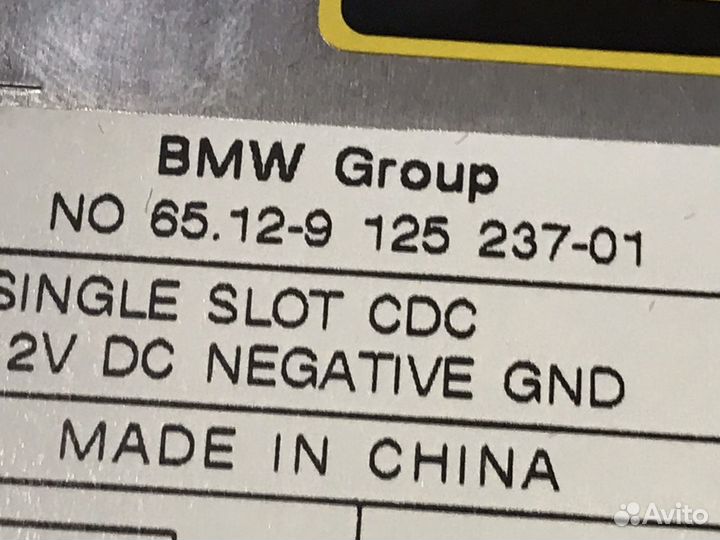 BMW Group
NO 65.12-9 125 237-01
SINGLE SLOT CDC
2V DC NEGATIVE GND
MADE IN CHINA
Avito